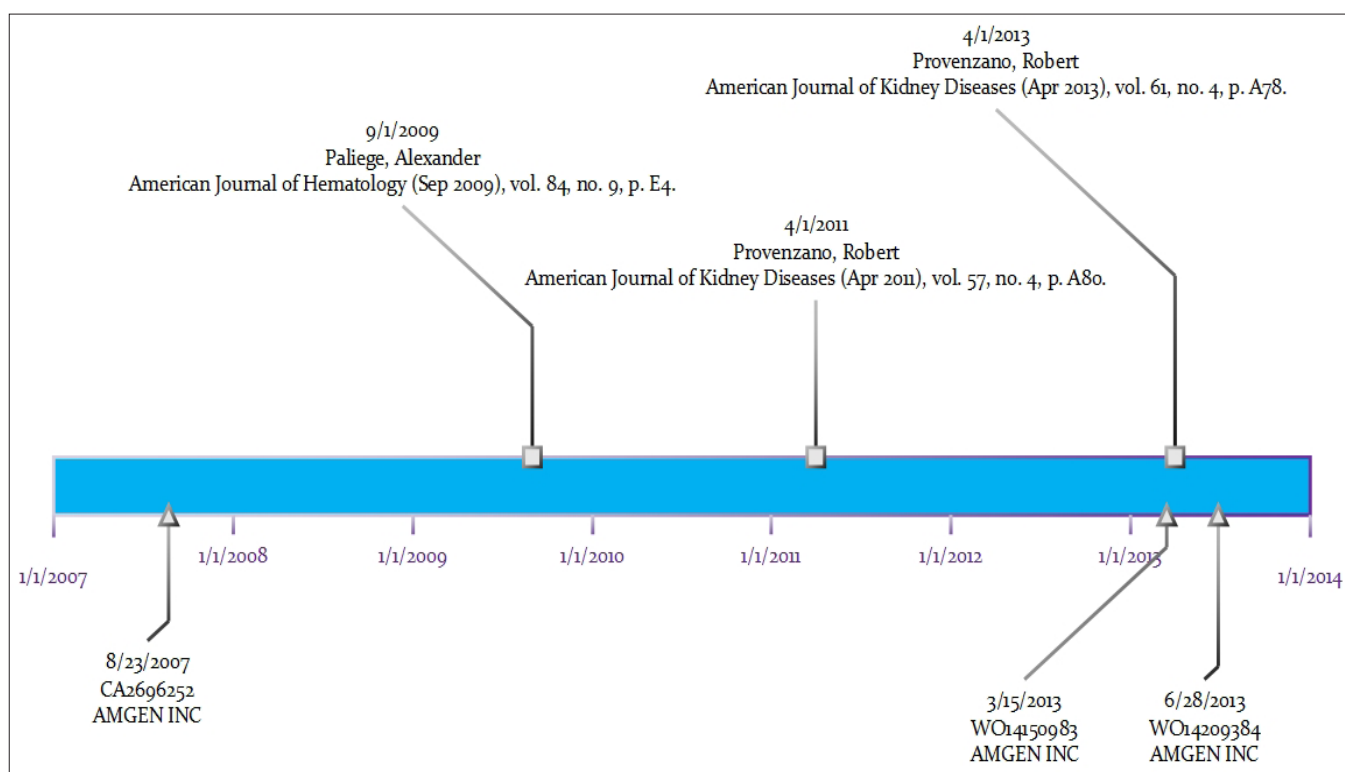 4/1/2013
Provenzano, Robert
American Journal of Kidney Diseases (Apr 2013), vol. 61, no. 4, p. A78.
9/1/2009
Paliege, Alexander
American Journal of Hematology (Sep 2009), vol. 84, no. 9, p. E4.
4/1/2011
Provenzano, Robert
American Journal of Kidney Diseases (Apr 2011), vol. 57, no. 4, p. A80.
1/1/2007
1/1/2008
1/1/2009
1/1/2010
1/1/2011
1/1/2012
1/1/2013
1/1/2014
8/23/2007
CA2696252
AMGEN INC
3/15/2013
WO14150983
AMGEN INC
6/28/2013
WO14209384
AMGEN INC